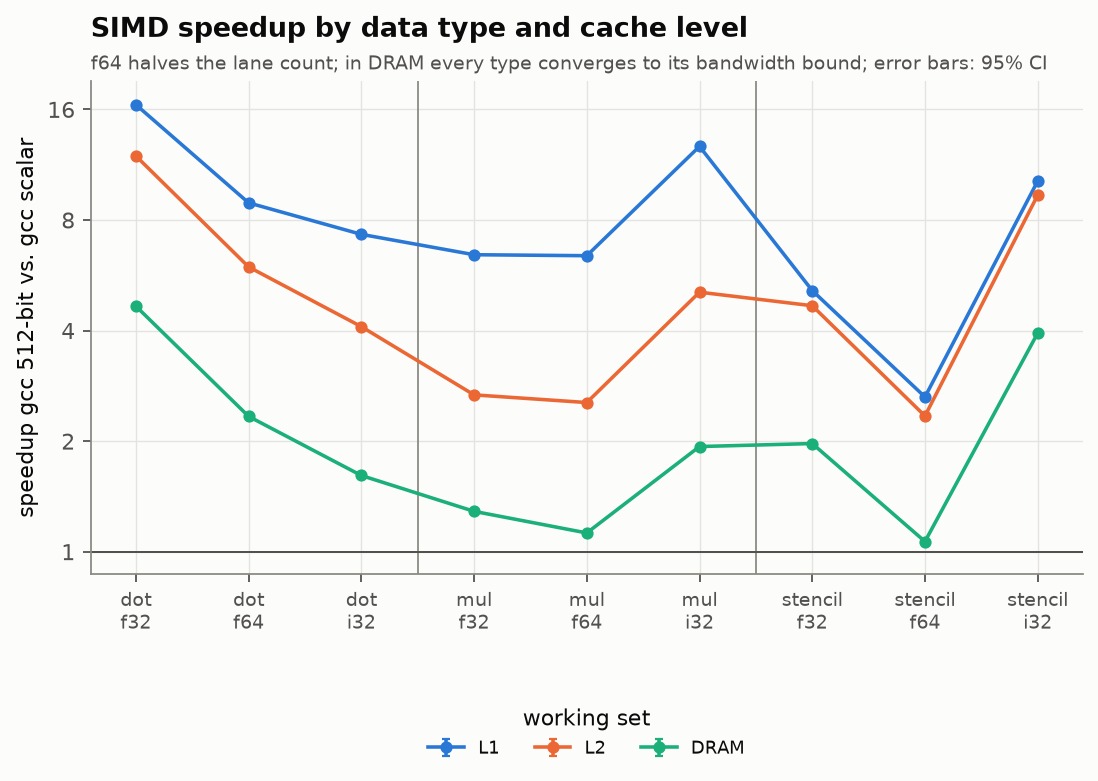 SIMD speedup by data type and cache level
f64 halves the lane count; in DRAM every type converges to its bandwidth bound; error bars: 95% CI
speedup gcc 512-bit vs. gcc scalar
16
8
4
2
1
dot f32
dot f64
dot i32
mul f32
mul f64
mul i32
stencil f32
stencil f64
stencil i32
working set
L1
L2
DRAM